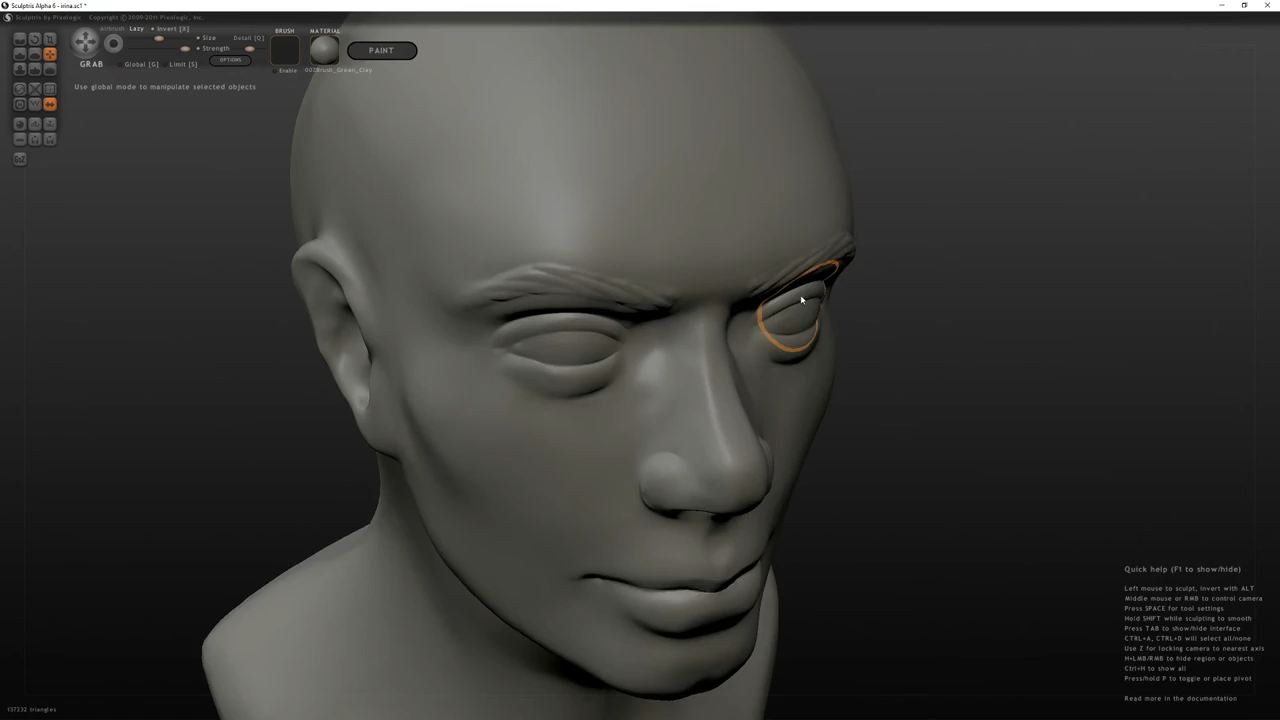 Sculptris Alpha 6 - irina.sc1 *
Sculptris by Pixologic Copyright © 2009-2011 Pixologic, Inc.
Airbrush Lazy Invert [X]
Size Detail [Q]
Strength
GRAB
Global [G] Limit [S] OPTIONS
BRUSH
Enable
MATERIAL
002Brush_Green_Clay
PAINT
Use global mode to manipulate selected objects
GoZ
Quick help (F1 to show/hide)
Left mouse to sculpt, invert with ALT
Middle mouse or RMB to control camera
Press SPACE for tool settings
Hold SHIFT while sculpting to smooth
Press TAB to show/hide interface
CTRL+A, CTRL+D will select all/none
Use Z for locking camera to nearest axis
H+LMB/RMB to hide region or objects
Ctrl+H to show all
Press/hold P to toggle or place pivot
Read more in the documentation
137232 triangles